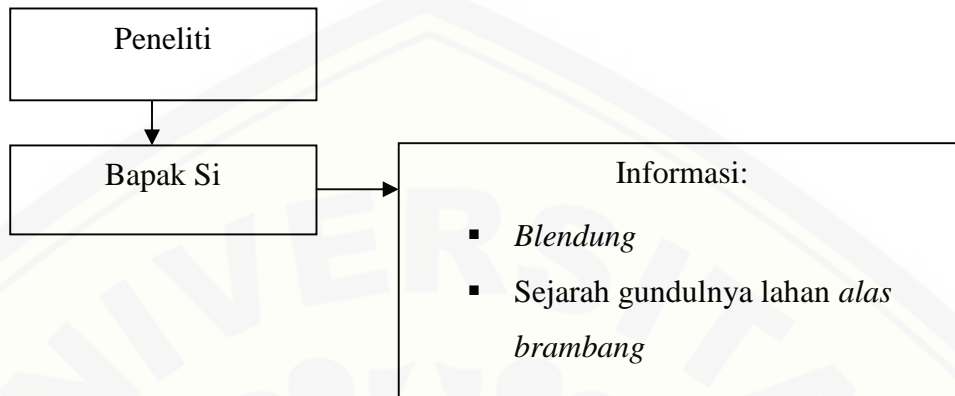 Peneliti
Bapak Si
Informasi:
▪ Blendung
▪ Sejarah gundulnya lahan alas
brambang